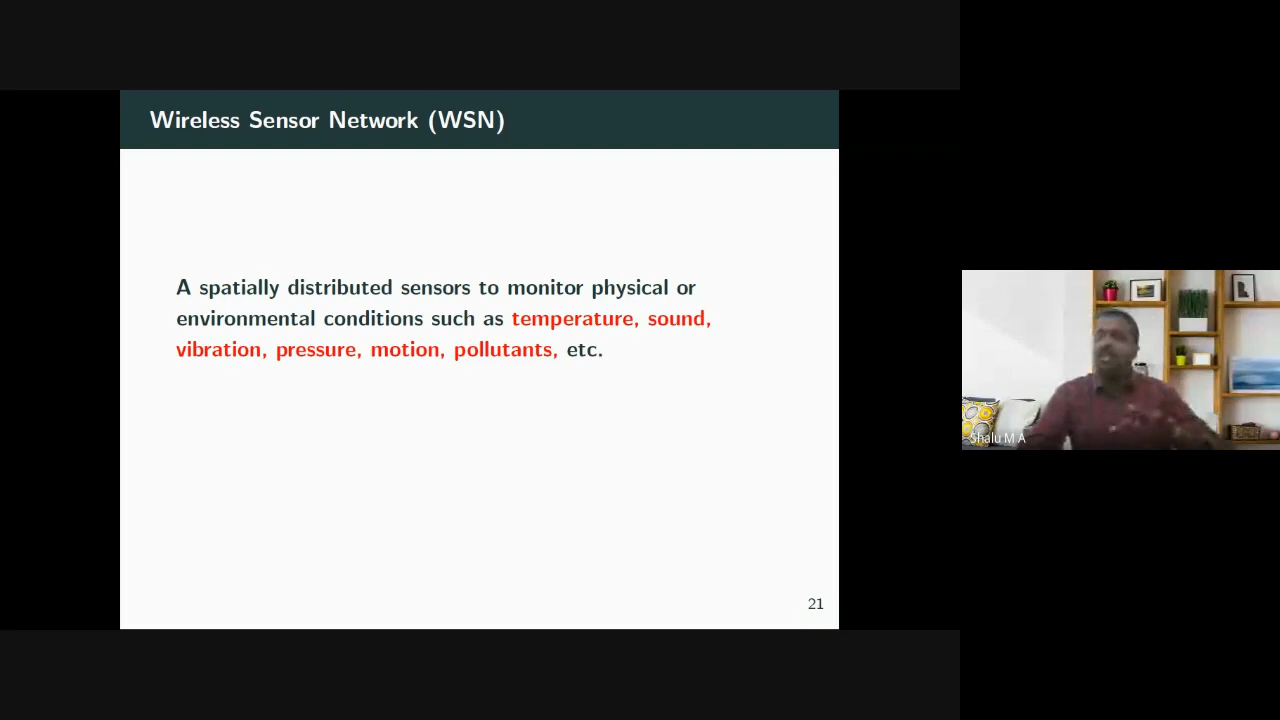 Wireless Sensor Network (WSN)
A spatially distributed sensors to monitor physical or
environmental conditions such as temperature, sound,
vibration, pressure, motion, pollutants, etc.
21
Shalu M A